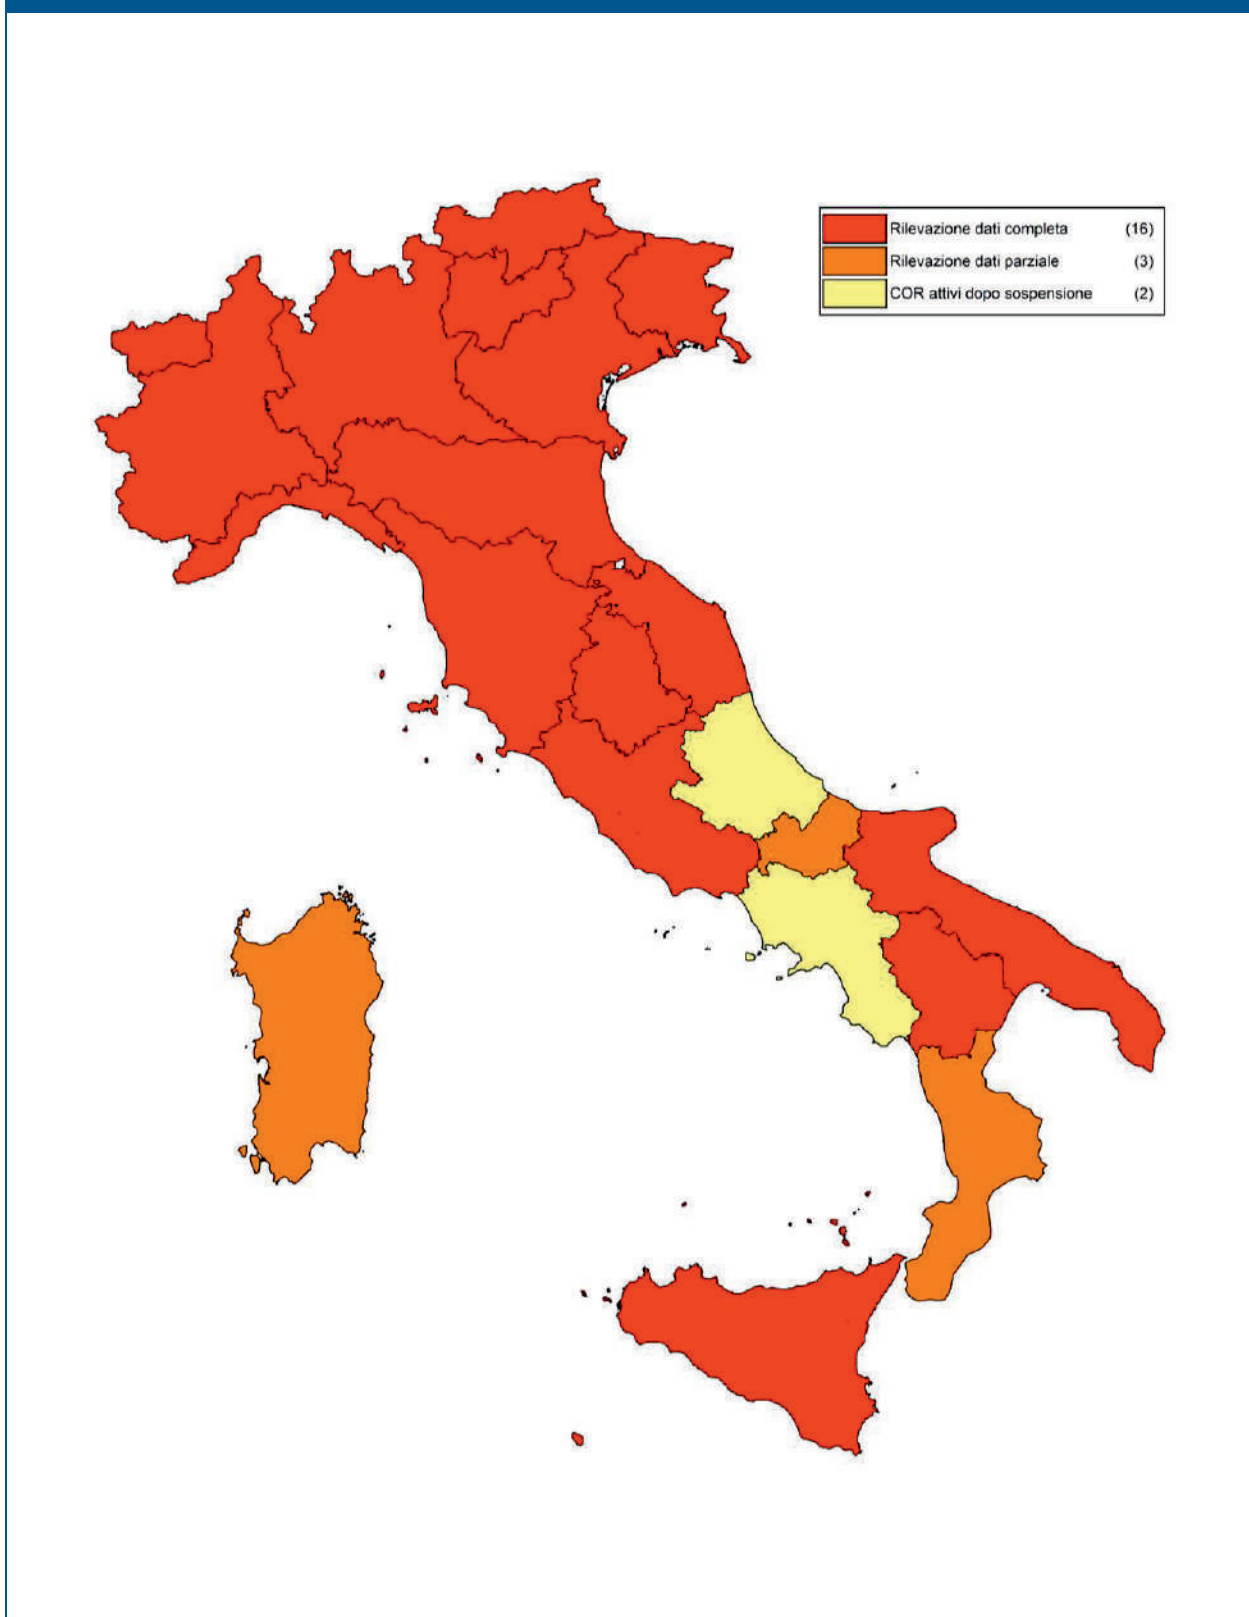 Rilevazione dati completa (16)
Rilevazione dati parziale (3)
COR attivi dopo sospensione (2)